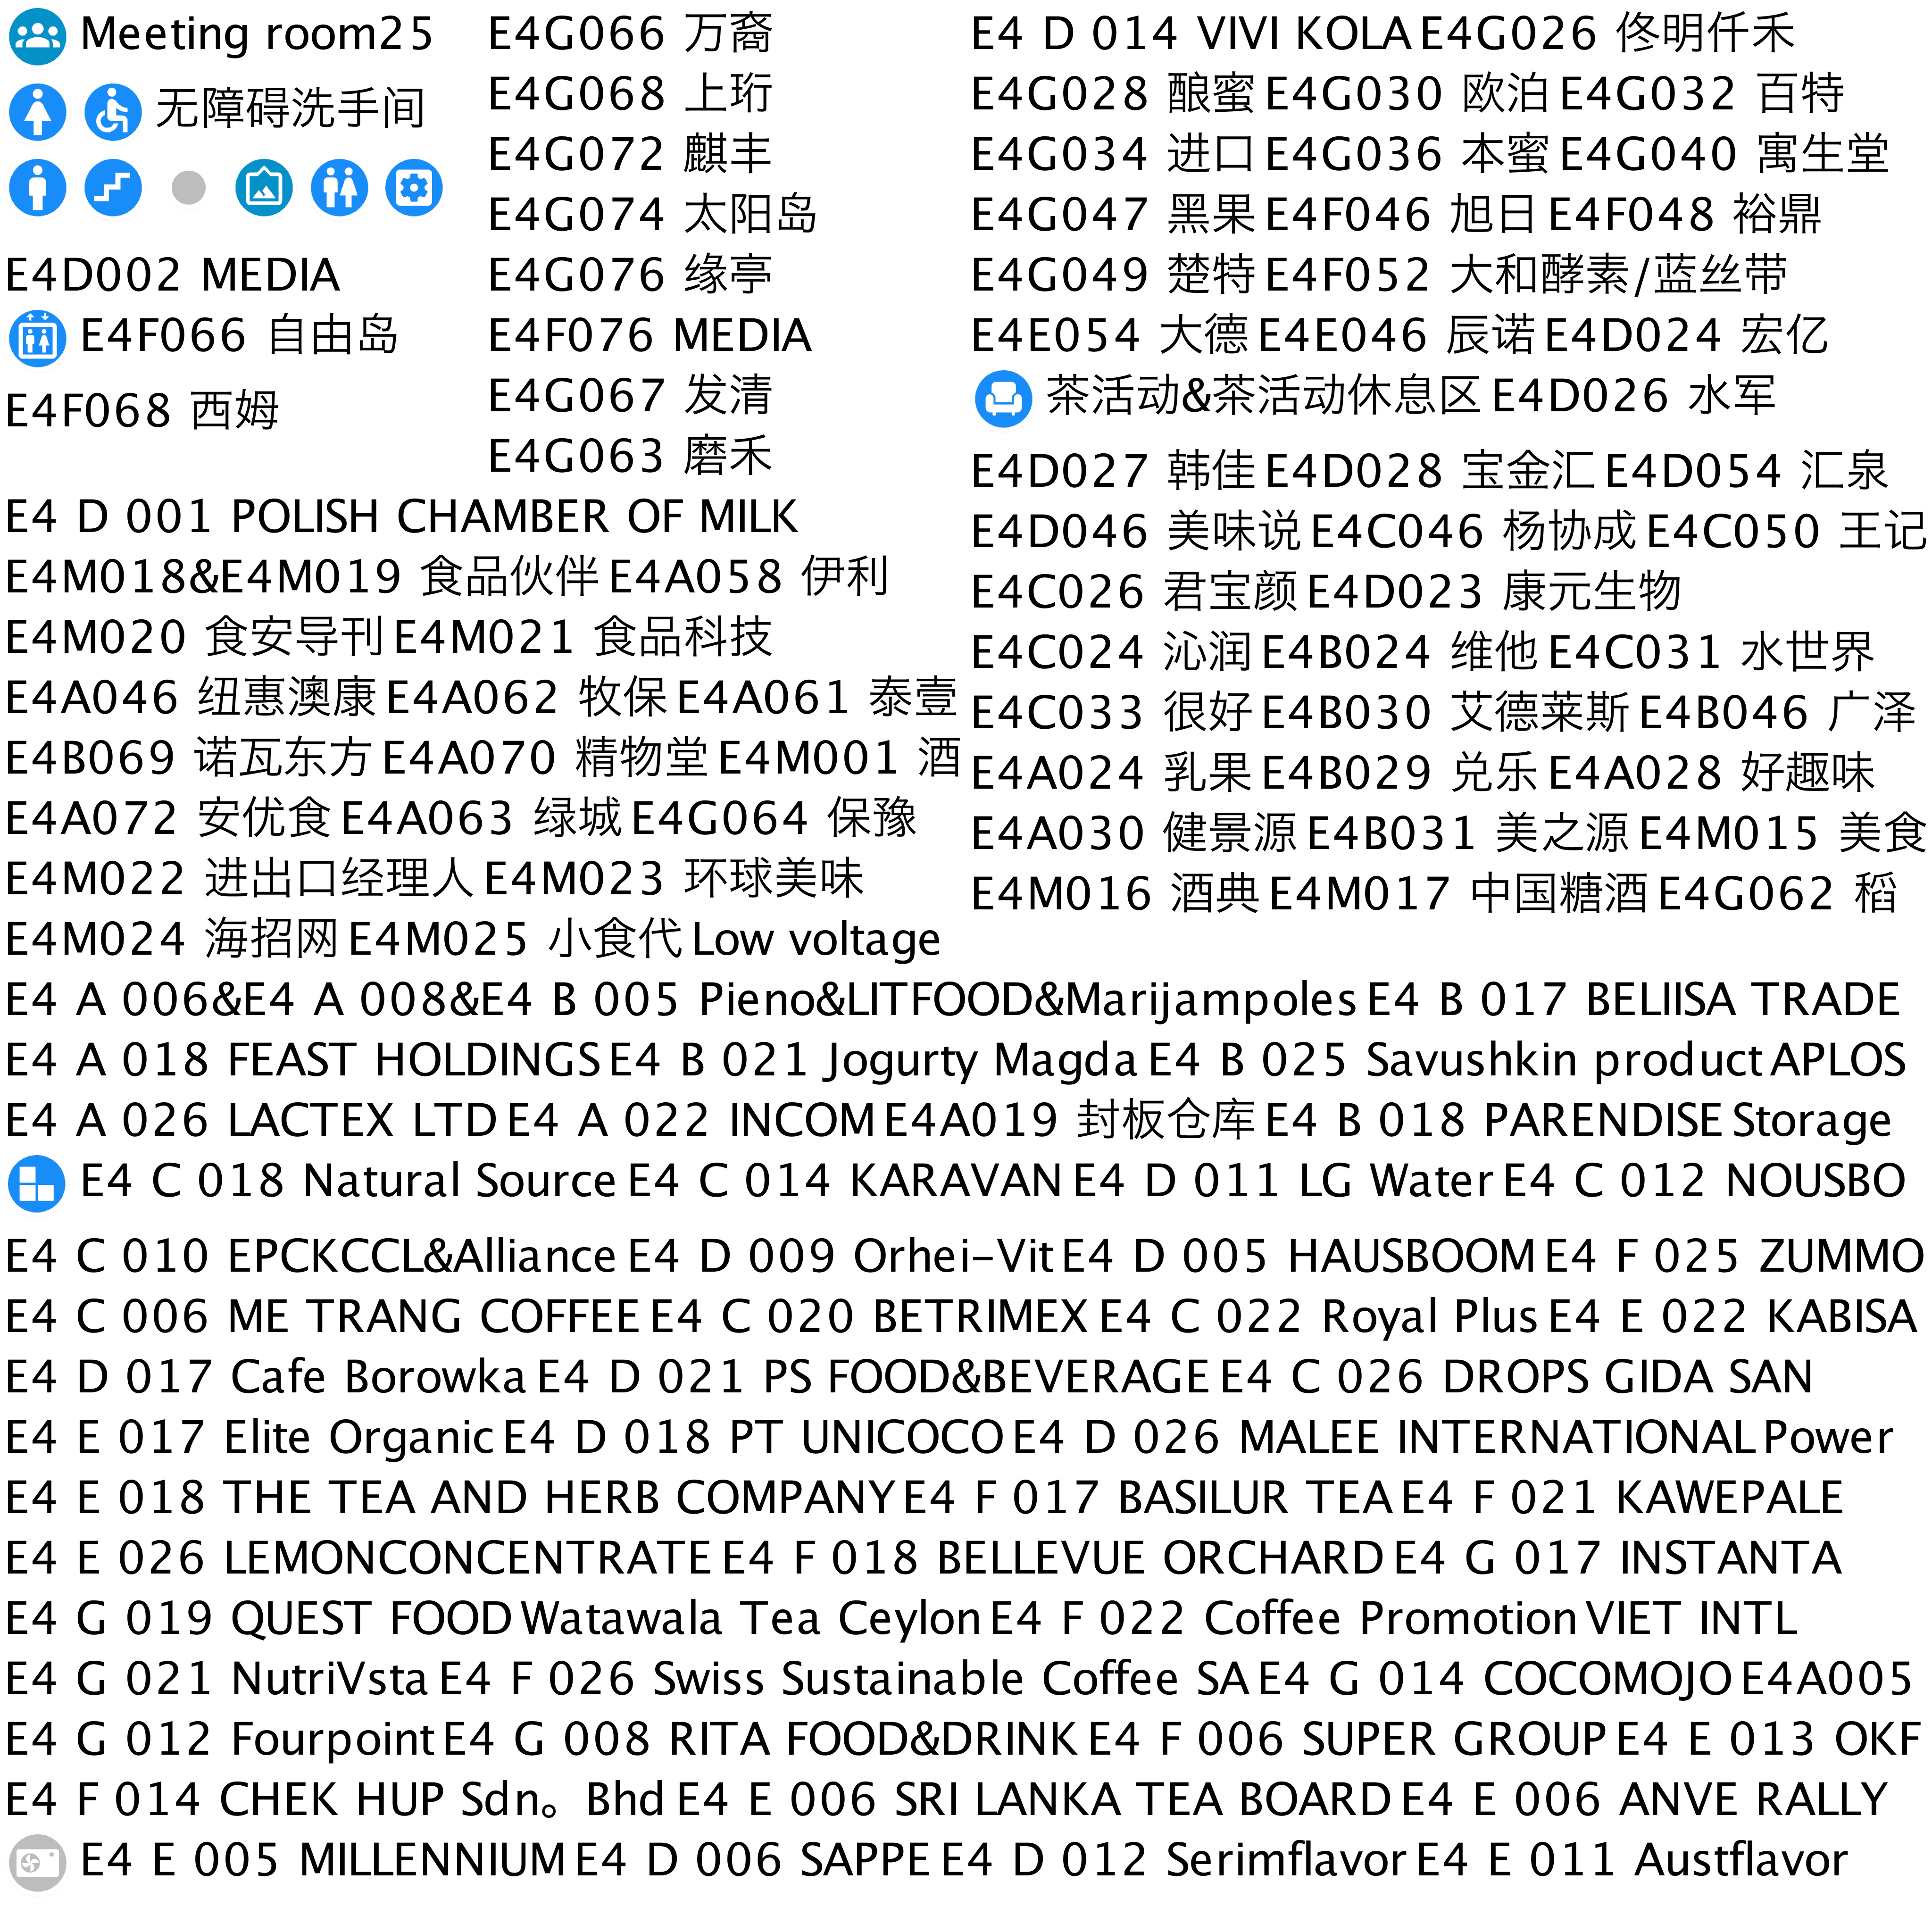 Meeting room25
无障碍洗手间
E4D002 MEDIA
E4F066 自由岛
E4F068 西姆
E4G066 万裔
E4G068 上珩
E4G072 麒丰
E4G074 太阳岛
E4G076 缘亭
E4F076 MEDIA
E4G067 发清
E4G063 磨禾
E4 D 001 POLISH CHAMBER OF MILK
E4M018&E4M019 食品伙伴 E4A058 伊利
E4M020 食安导刊 E4M021 食品科技
E4A046 纽惠澳康 E4A062 牧保 E4A061 泰壹
E4B069 诺瓦东方 E4A070 精物堂 E4M001 酒
E4A072 安优食 E4A063 绿城 E4G064 保豫
E4M022 进出口经理人 E4M023 环球美味
E4M024 海招网 E4M025 小食代 Low voltage
E4 D 014 VIVI KOLA E4G026 佟明仟禾
E4G028 酿蜜 E4G030 欧泊 E4G032 百特
E4G034 进口 E4G036 本蜜 E4G040 寓生堂
E4G047 黑果 E4F046 旭日 E4F048 裕鼎
E4G049 楚特 E4F052 大和酵素/蓝丝带
E4E054 大德 E4E046 辰诺 E4D024 宏亿
茶活动&茶活动休息区 E4D026 水军
E4D027 韩佳 E4D028 宝金汇 E4D054 汇泉
E4D046 美味说 E4C046 杨协成 E4C050 王记
E4C026 君宝颜 E4D023 康元生物
E4C024 沁润 E4B024 维他 E4C031 水世界
E4C033 很好 E4B030 艾德莱斯 E4B046 广泽
E4A024 乳果 E4B029 兑乐 E4A028 好趣味
E4A030 健景源 E4B031 美之源 E4M015 美食
E4M016 酒典 E4M017 中国糖酒 E4G062 稻
E4 A 006&E4 A 008&E4 B 005 Pieno&LITFOOD&Marijampoles E4 B 017 BELIISA TRADE
E4 A 018 FEAST HOLDINGS E4 B 021 Jogurty Magda E4 B 025 Savushkin product APLOS
E4 A 026 LACTEX LTD E4 A 022 INCOM E4A019 封板仓库 E4 B 018 PARENDISE Storage
E4 C 018 Natural Source E4 C 014 KARAVAN E4 D 011 LG Water E4 C 012 NOUSBO
E4 C 010 EPCKCCL&Alliance E4 D 009 Orhei-Vit E4 D 005 HAUSBOOM E4 F 025 ZUMMO
E4 C 006 ME TRANG COFFEE E4 C 020 BETRIMEX E4 C 022 Royal Plus E4 E 022 KABISA
E4 D 017 Cafe Borowka E4 D 021 PS FOOD&BEVERAGE E4 C 026 DROPS GIDA SAN
E4 E 017 Elite Organic E4 D 018 PT UNICOCO E4 D 026 MALEE INTERNATIONAL Power
E4 E 018 THE TEA AND HERB COMPANY E4 F 017 BASILUR TEA E4 F 021 KAWEPALE
E4 E 026 LEMONCONCENTRATE E4 F 018 BELLEVUE ORCHARD E4 G 017 INSTANTA
E4 G 019 QUEST FOOD Watawala Tea Ceylon E4 F 022 Coffee Promotion VIET INTL
E4 G 021 NutriVsta E4 F 026 Swiss Sustainable Coffee SA E4 G 014 COCOMOJO E4A005
E4 G 012 Fourpoint E4 G 008 RITA FOOD&DRINK E4 F 006 SUPER GROUP E4 E 013 OKF
E4 F 014 CHEK HUP Sdn。Bhd E4 E 006 SRI LANKA TEA BOARD E4 E 006 ANVE RALLY
E4 E 005 MILLENNIUM E4 D 006 SAPPE E4 D 012 Serimflavor E4 E 011 Austflavor